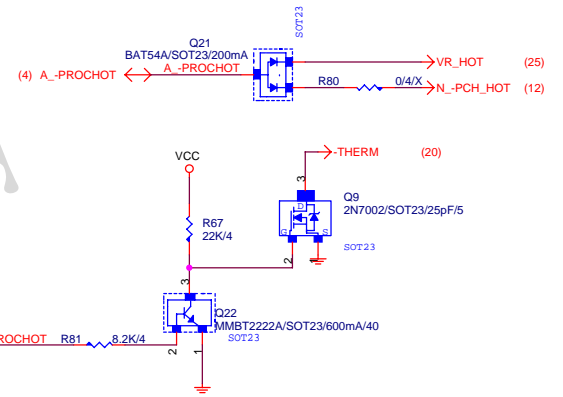 SOT23
Q21
BAT54A/SOT23/200mA
(4) A_-PROCHOT A_-PROCHOT
VR_HOT (25)
R80 0/4/X N_-PCH_HOT (12)
VCC
-THERM (20)
3
Q9
2N7002/SOT23/25pF/5
D
G S
SOT23
R67
22K/4
2 1
3
Q22
MMBT2222A/SOT23/600mA/40
SOT23
ROCHOT R81 8.2K/4
2 1